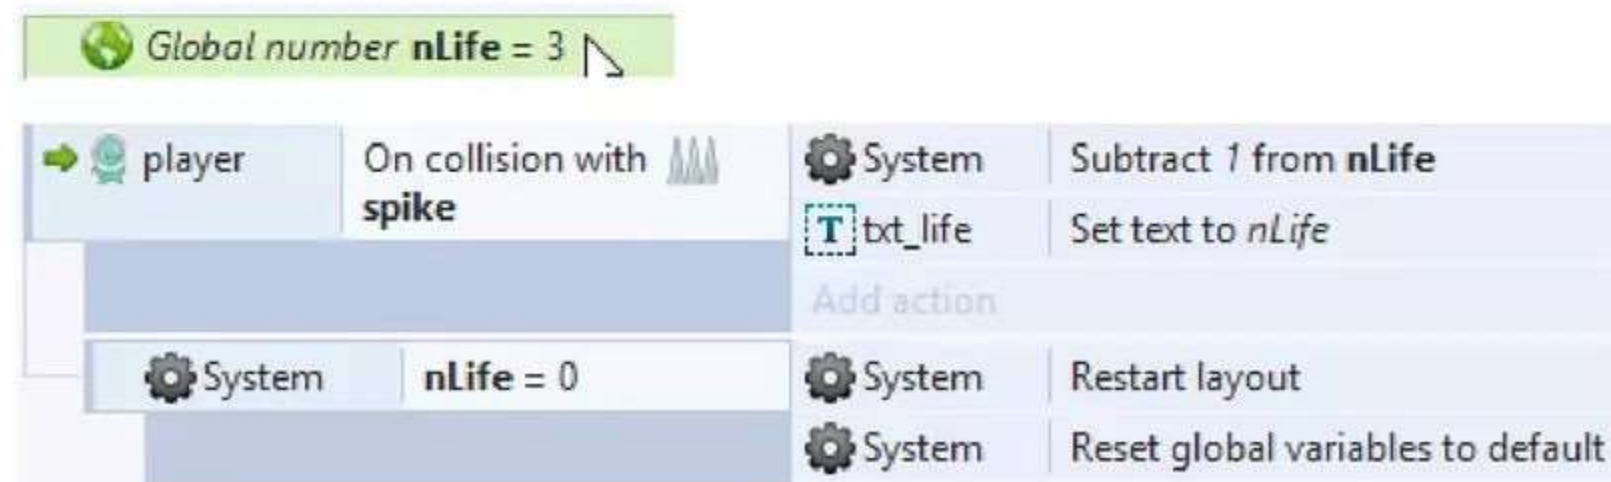 Global number nLife = 3
player On collision with System Subtract 1 from nLife
spike
T txt_life Set text to nLife
Add action
System nLife = 0 System Restart layout
System Reset global variables to default